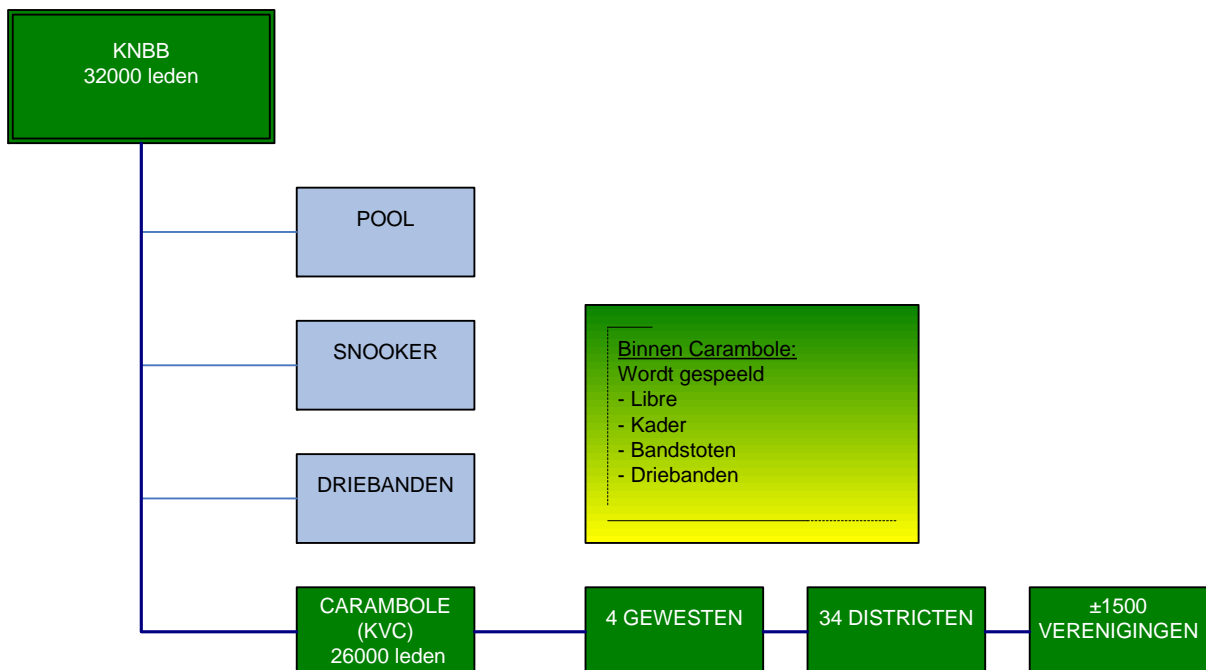 KNBB
32000 leden
POOL
SNOOKER
DRIEBANDEN
Binnen Carambole:
Wordt gespeeld
- Libre
- Kader
- Bandstoten
- Driebanden
CARAMBOLE
(KVC)
26000 leden
4 GEWESTEN
34 DISTRICTEN
±1500
VERENIGINGEN